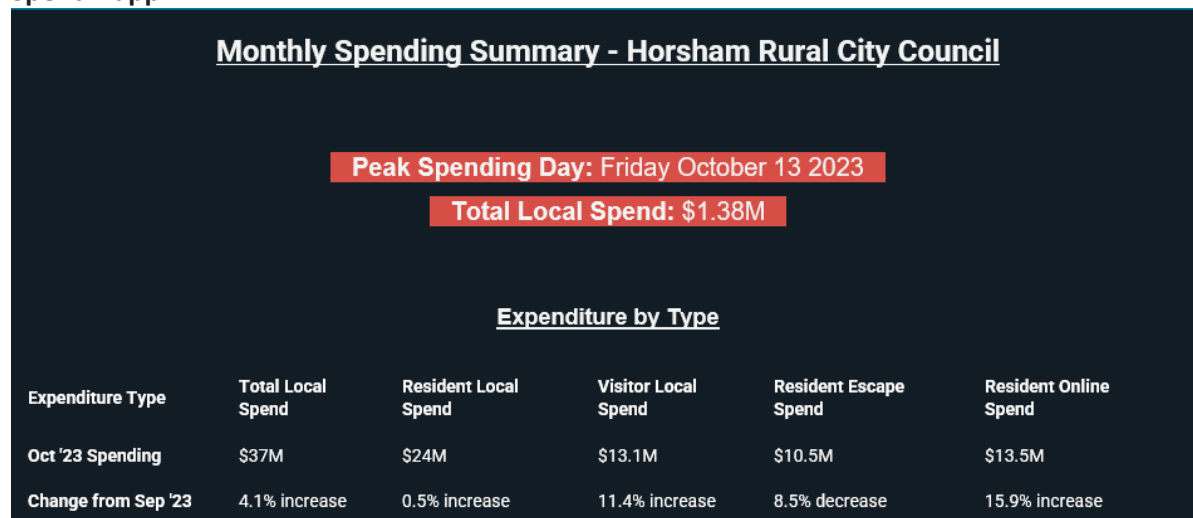 Monthly Spending Summary - Horsham Rural City Council
Peak Spending Day: Friday October 13 2023
Total Local Spend: $1.38M
Expenditure by Type
Expenditure Type Total Local Spend Resident Local Spend Visitor Local Spend Resident Escape Spend Resident Online Spend
Oct '23 Spending $37M $24M $13.1M $10.5M $13.5M
Change from Sep '23 4.1% increase 0.5% increase 11.4% increase 8.5% decrease 15.9% increase